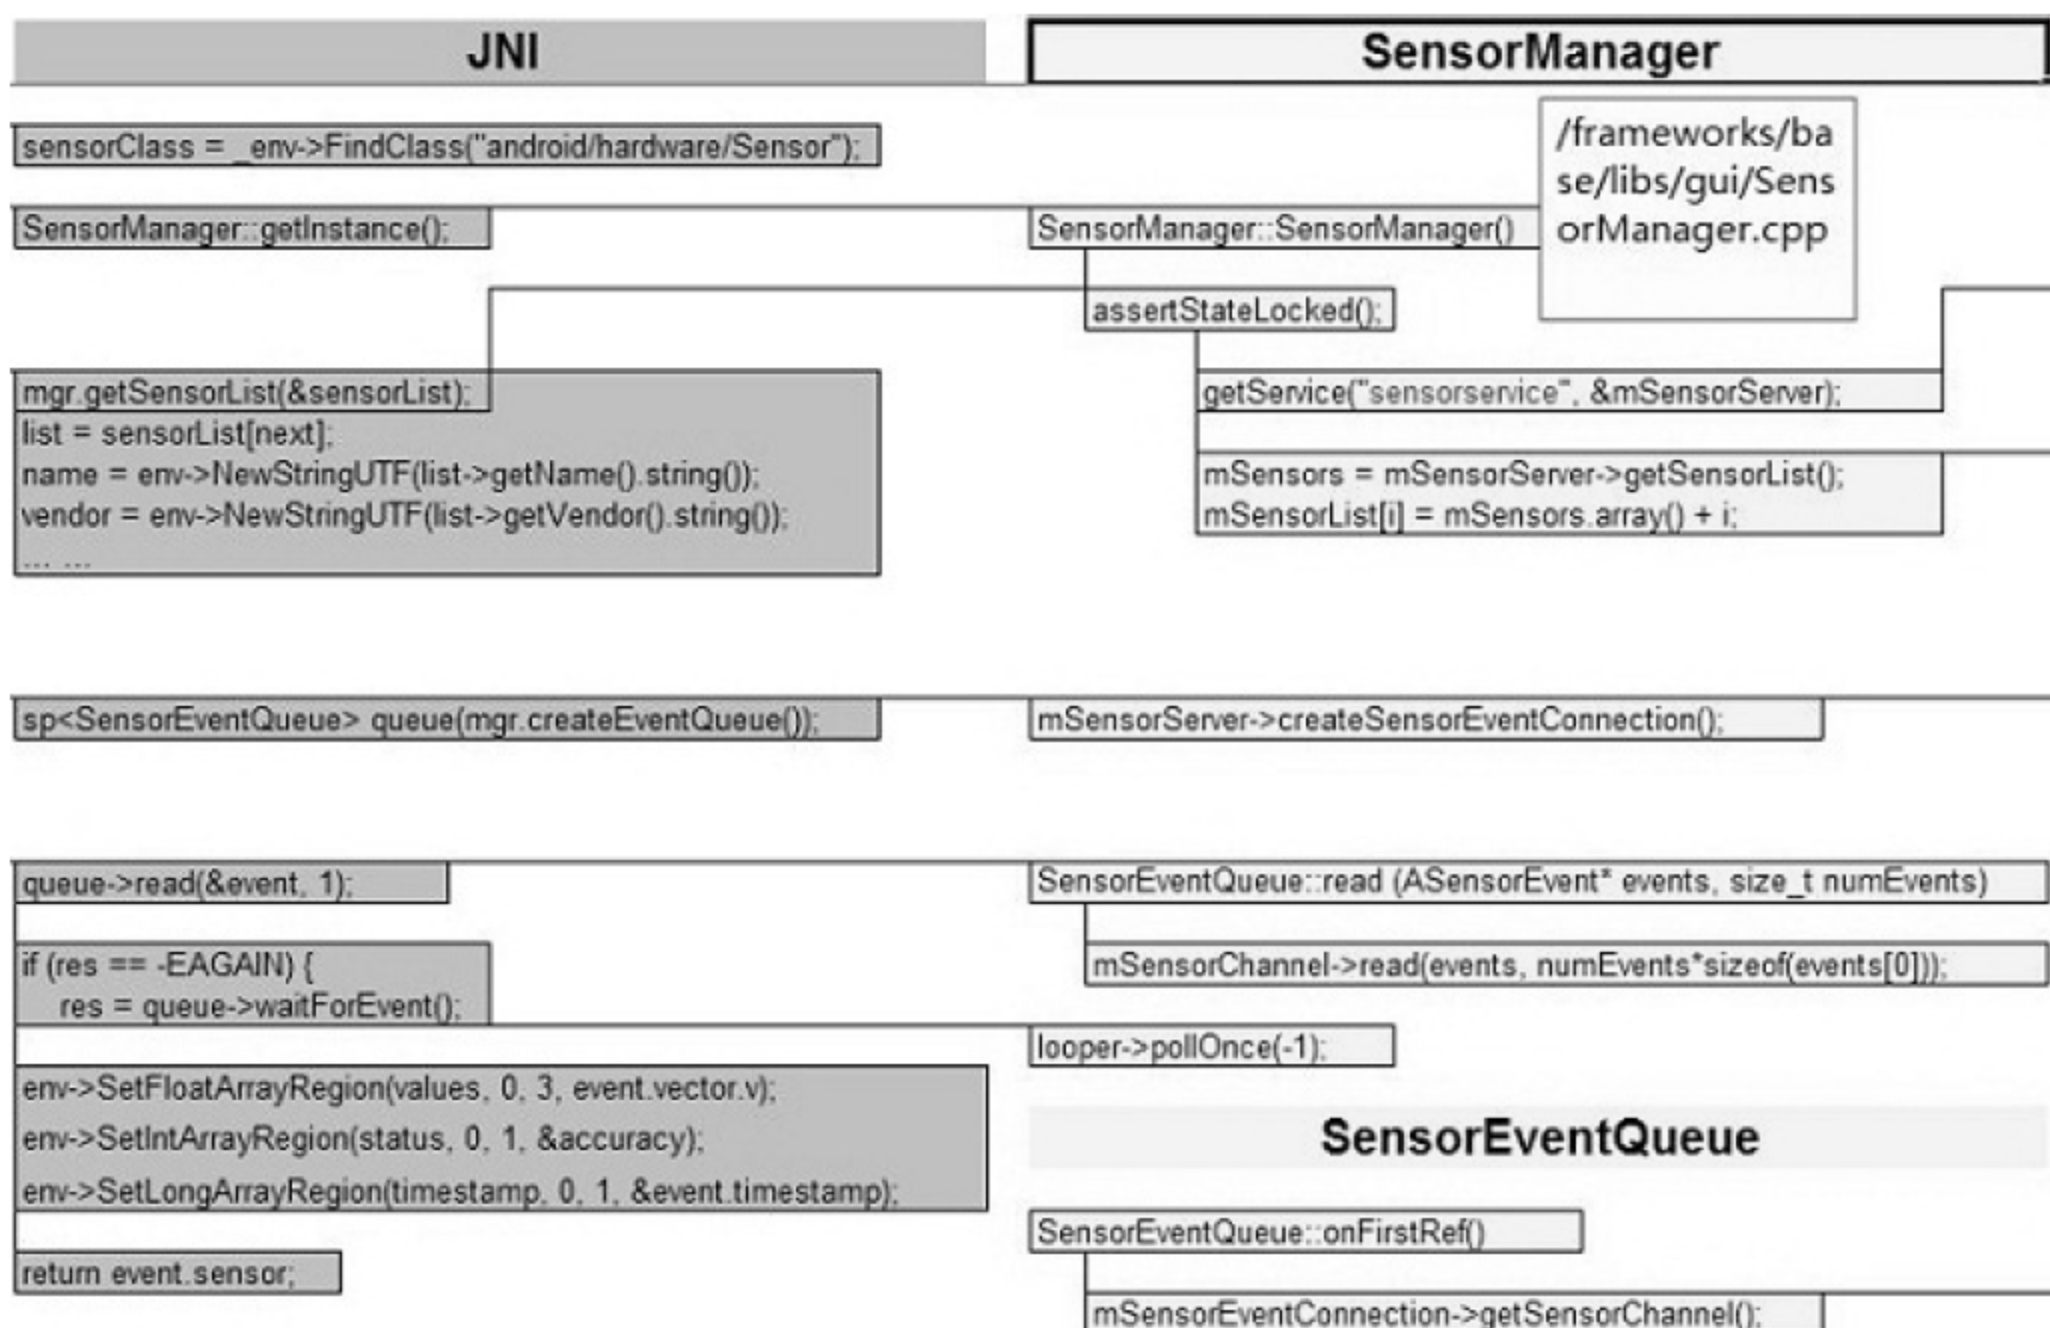 JNI
sensorClass = _env->FindClass("android/hardware/Sensor");
SensorManager::getInstance();
mgr.getSensorList(&sensorList);
list = sensorList[next];
name = env->NewStringUTF(list->getName().string());
vendor = env->NewStringUTF(list->getVendor().string());
... ...
sp<SensorEventQueue> queue(mgr.createEventQueue());
queue->read(&event, 1);
if (res == -EAGAIN) {
res = queue->waitForEvent();
env->SetFloatArrayRegion(values, 0, 3, event.vector.v);
env->SetIntArrayRegion(status, 0, 1, &accuracy);
env->SetLongArrayRegion(timestamp, 0, 1, &event.timestamp);
return event.sensor;
SensorManager
/frameworks/ba
se/libs/gui/Sens
orManager.cpp
SensorManager::SensorManager()
assertStateLocked();
getService("sensorservice", &mSensorServer);
mSensors = mSensorServer->getSensorList();
mSensorList[i] = mSensors.array() + i;
mSensorServer->createSensorEventConnection();
SensorEventQueue::read (ASensorEvent* events, size_t numEvents)
mSensorChannel->read(events, numEvents*sizeof(events[0]));
looper->pollOnce(-1);
SensorEventQueue
SensorEventQueue::onFirstRef()
mSensorEventConnection->getSensorChannel();